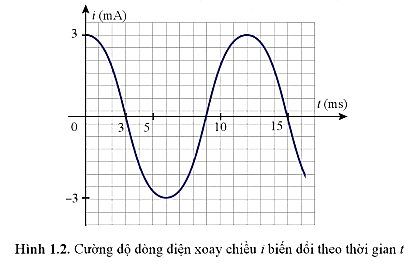 i (mA)
3
t (ms)
0 3 5 10 15
–3
Hình 1.2. Cường độ dòng điện xoay chiều i biến đổi theo thời gian t